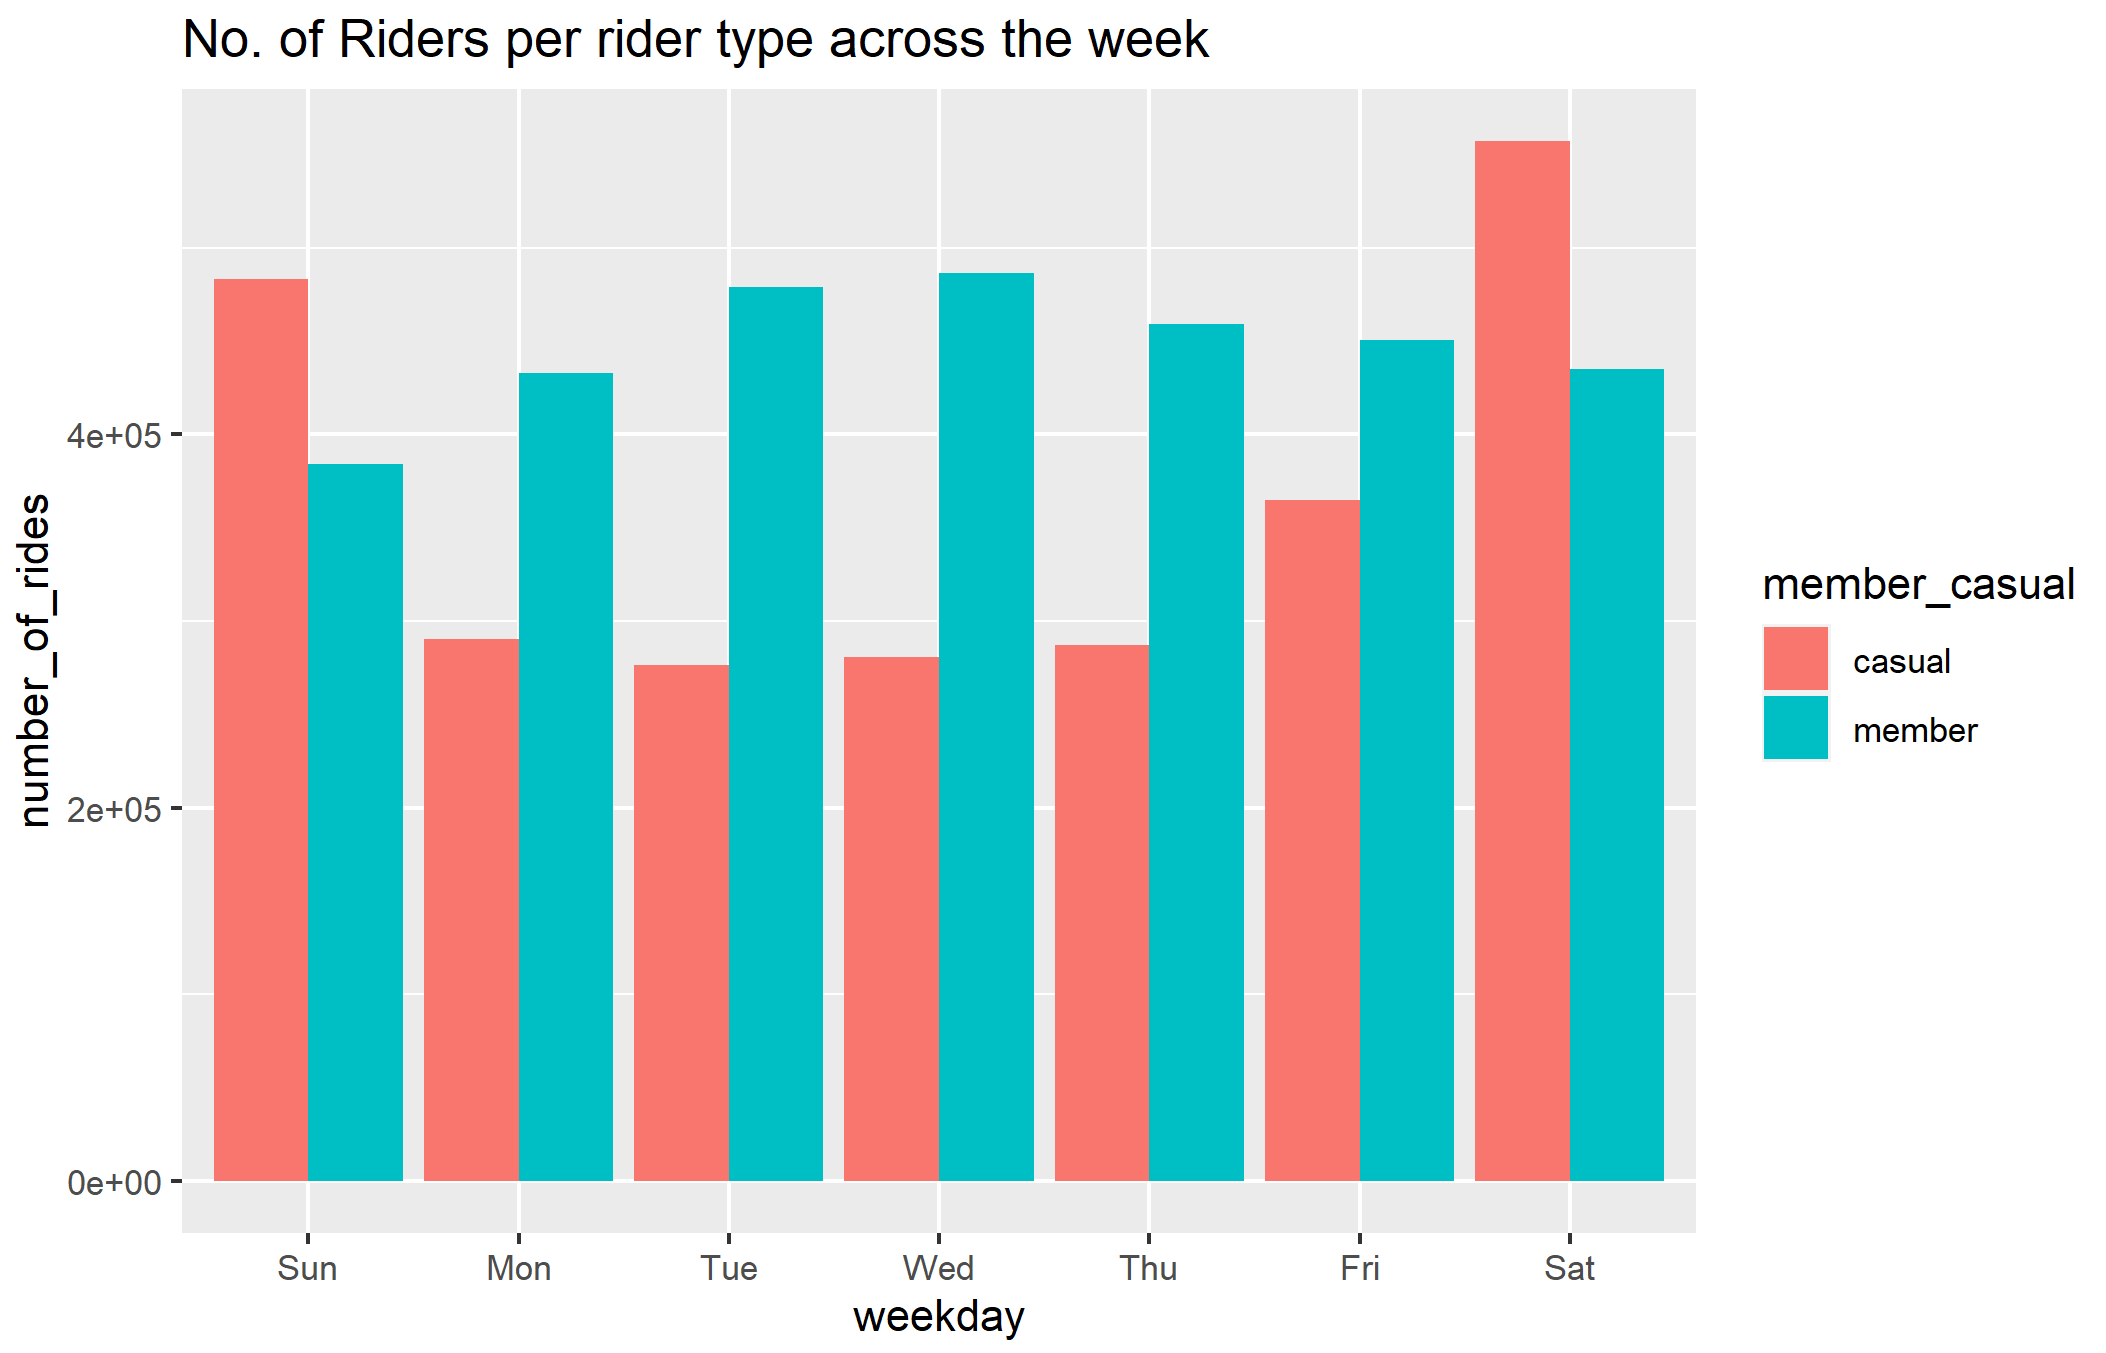 No. of Riders per rider type across the week
number_of_rides
4e+05
2e+05
0e+00
Sun Mon Tue Wed Thu Fri Sat
weekday
member_casual
casual
member